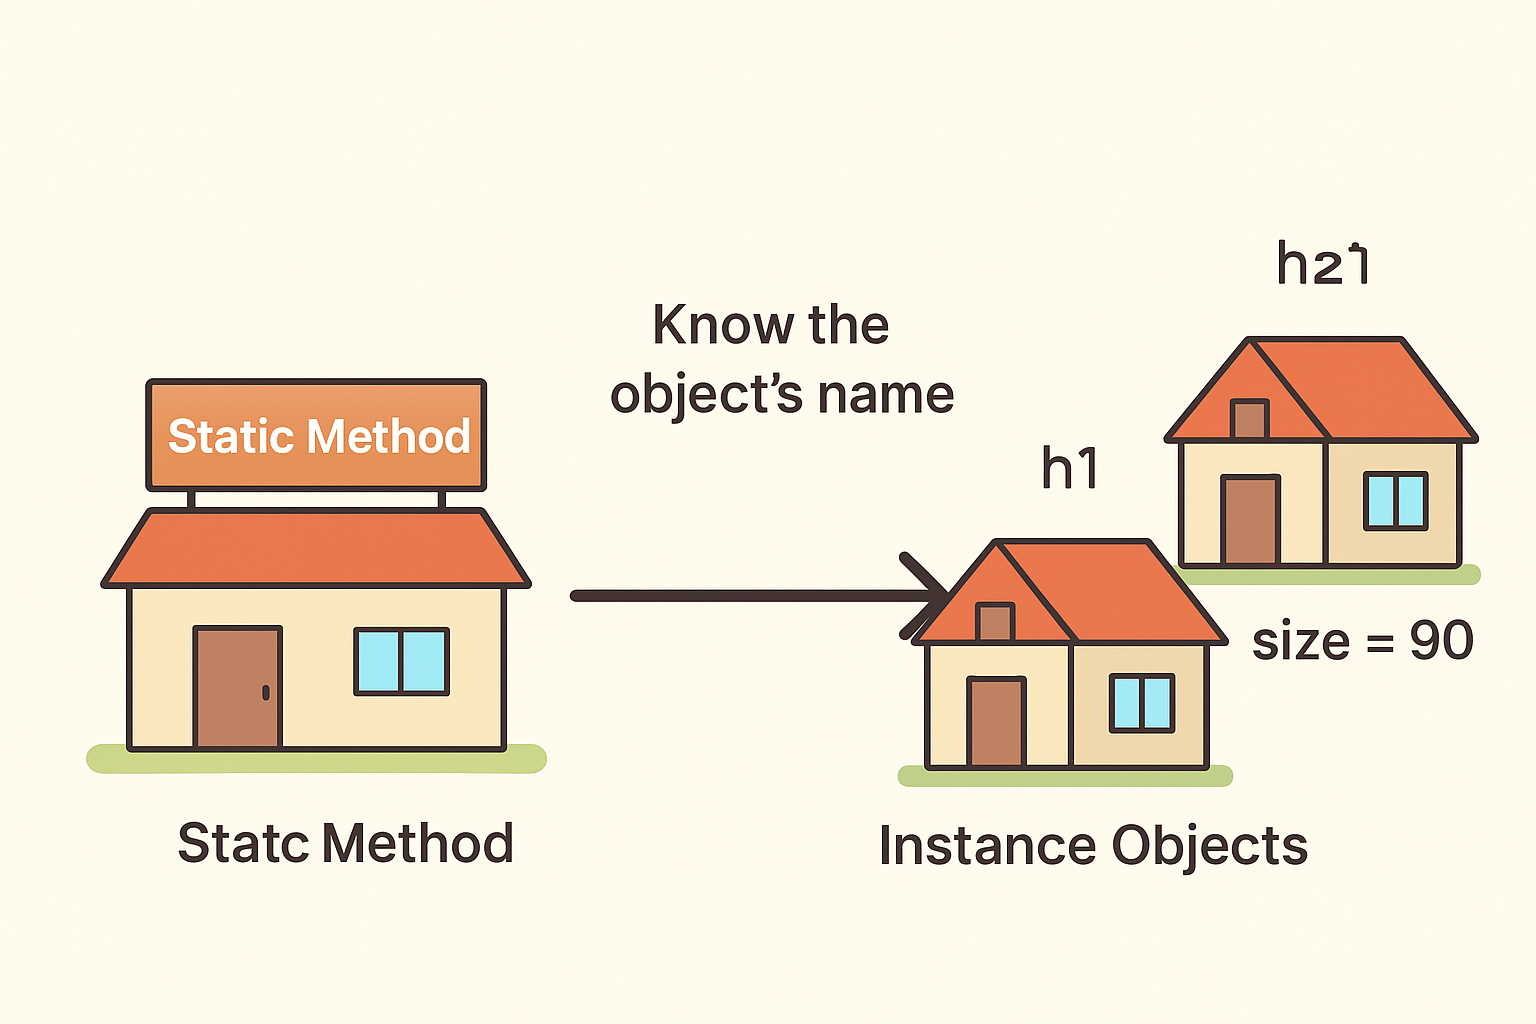 Static Method
Know the
object's name
h1
size = 90
Statc Method
Instance Objects